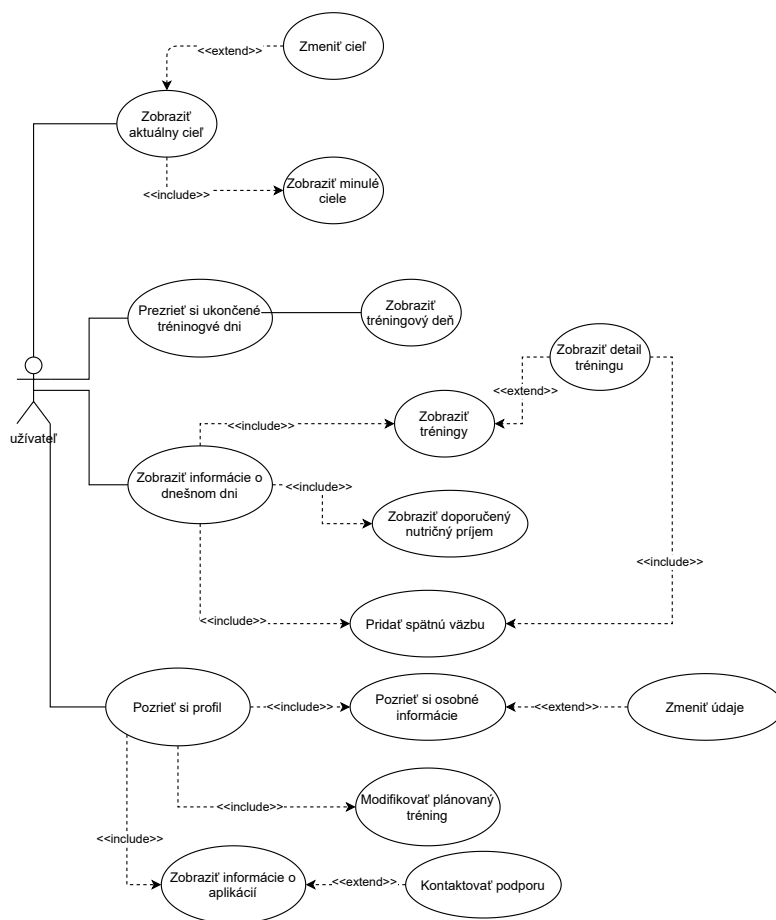 Zmeniť cieľ
<<extend>>
Zobraziť
aktuálny cieľ
<<include>>
Zobraziť minulé
ciele
Prezrieť si ukončené
tréninogvé dni
Zobraziť
tréningový deň
Zobraziť detail
tréningu
<<extend>>
užívateľ
<<include>>
Zobraziť
tréningy
Zobraziť informácie o
dnešnom dni
<<include>>
Zobraziť doporučený
nutričný príjem
<<include>>
<<include>>
Pridať spätnú väzbu
Pozrieť si profil
<<include>>
Pozrieť si osobné
informácie
<<extend>>
Zmeniť údaje
<<include>>
Modifikovať plánovaný
tréning
<<include>>
Zobraziť informácie o
aplikácií
<<extend>>
Kontaktovať podporu